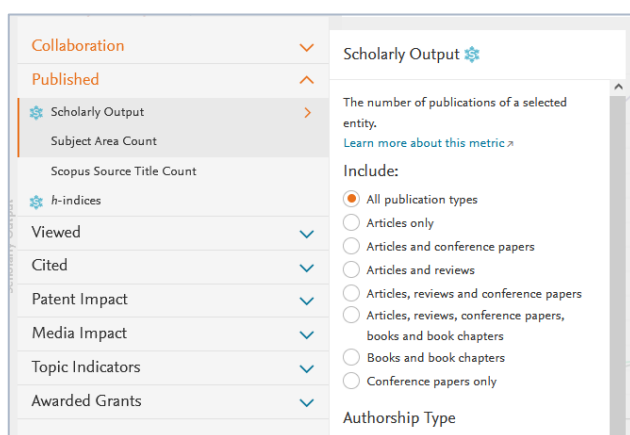 Collaboration
Published
Scholarly Output
Subject Area Count
Scopus Source Title Count
h-indices
Viewed
Cited
Patent Impact
Media Impact
Topic Indicators
Awarded Grants
Scholarly Output
Scholarly Output
The number of publications of a selected
entity.
Learn more about this metric
Include:
All publication types
Articles only
Articles and conference papers
Articles and reviews
Articles, reviews and conference papers
Articles, reviews, conference papers,
books and book chapters
Books and book chapters
Conference papers only
Authorship Type